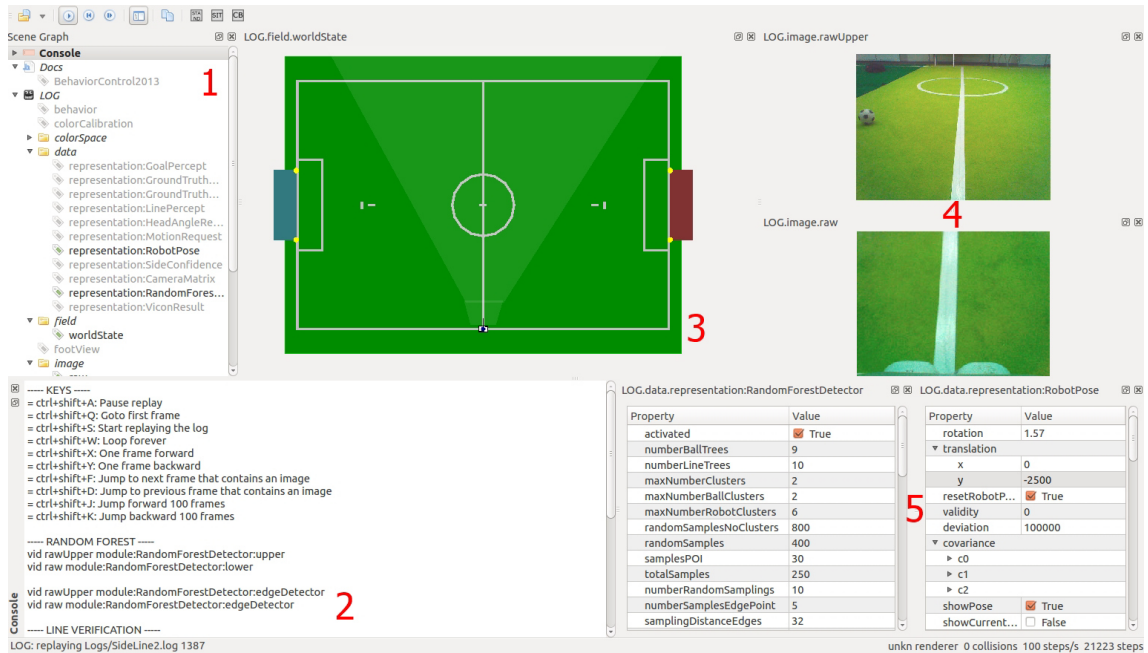 STA
ND
SIT
CB
Scene Graph
Console
Docs
BehaviorControl2013
LOG
behavior
colorCalibration
colorSpace
data
representation:GoalPercept
representation:GroundTruth...
representation:GroundTruth...
representation:LinePercept
representation:HeadAngleRe...
representation:MotionRequest
representation:RobotPose
representation:SideConfidence
representation:CameraMatrix
representation:RandomFores...
representation:ViconResult
field
worldState
footView
image
1
LOG.field.worldState
3
LOG.image.rawUpper
4
LOG.image.raw
Console
----- KEYS -----
= ctrl+shift+A: Pause replay
= ctrl+shift+Q: Goto first frame
= ctrl+shift+S: Start replaying the log
= ctrl+shift+W: Loop forever
= ctrl+shift+X: One frame forward
= ctrl+shift+Y: One frame backward
= ctrl+shift+F: Jump to next frame that contains an image
= ctrl+shift+D: Jump to previous frame that contains an image
= ctrl+shift+J: Jump forward 100 frames
= ctrl+shift+K: Jump backward 100 frames
----- RANDOM FOREST -----
vid rawUpper module:RandomForestDetector:upper
vid raw module:RandomForestDetector:lower
vid rawUpper module:RandomForestDetector:edgeDetector
vid raw module:RandomForestDetector:edgeDetector
----- LINE VERIFICATION -----
2
LOG.data.representation:RandomForestDetector
Property Value
activated True
numberBallTrees 9
numberLineTrees 10
maxNumberClusters 2
maxNumberBallClusters 2
maxNumberRobotClusters 6
randomSamplesNoClusters 800
randomSamples 400
samplesPOI 30
totalSamples 250
numberRandomSamplings 10
numberSamplesEdgePoint 5
samplingDistanceEdges 32
5
LOG.data.representation:RobotPose
Property Value
rotation 1.57
translation
x 0
y -2500
resetRobotP... True
validity 0
deviation 100000
covariance
c0
c1
c2
showPose True
showCurrent... False
LOG: replaying Logs/SideLine2.log 1387
unkn renderer 0 collisions 100 steps/s 21223 steps